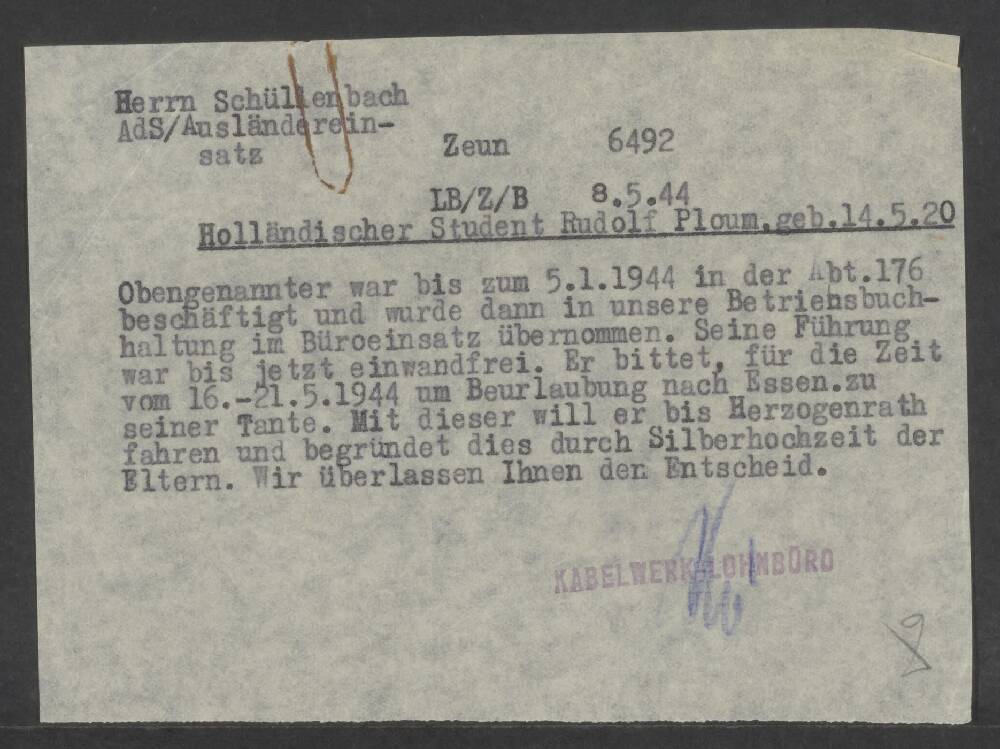 Herrn Schüllenbach
AdS/Ausländerein-
satz
Zeun 6492
LB/Z/B 8.5.44
Holländischer Student Rudolf Ploum,geb.14.5.20
Obengenannter war bis zum 5.1.1944 in der Abt.176
beschäftigt und wurde dann in unsere Betriebsbuch-
haltung im Büroeinsatz übernommen. Seine Führung
war bis jetzt einwandfrei. Er bittet, für die Zeit
vom 16.-21.5.1944 um Beurlaubung nach Essen.zu
seiner Tante. Mit dieser will er bis Herzogenrath
fahren und begründet dies durch Silberhochzeit der
Eltern. Wir überlassen Ihnen den Entscheid.
KABELWERK-LOHNBÜRO